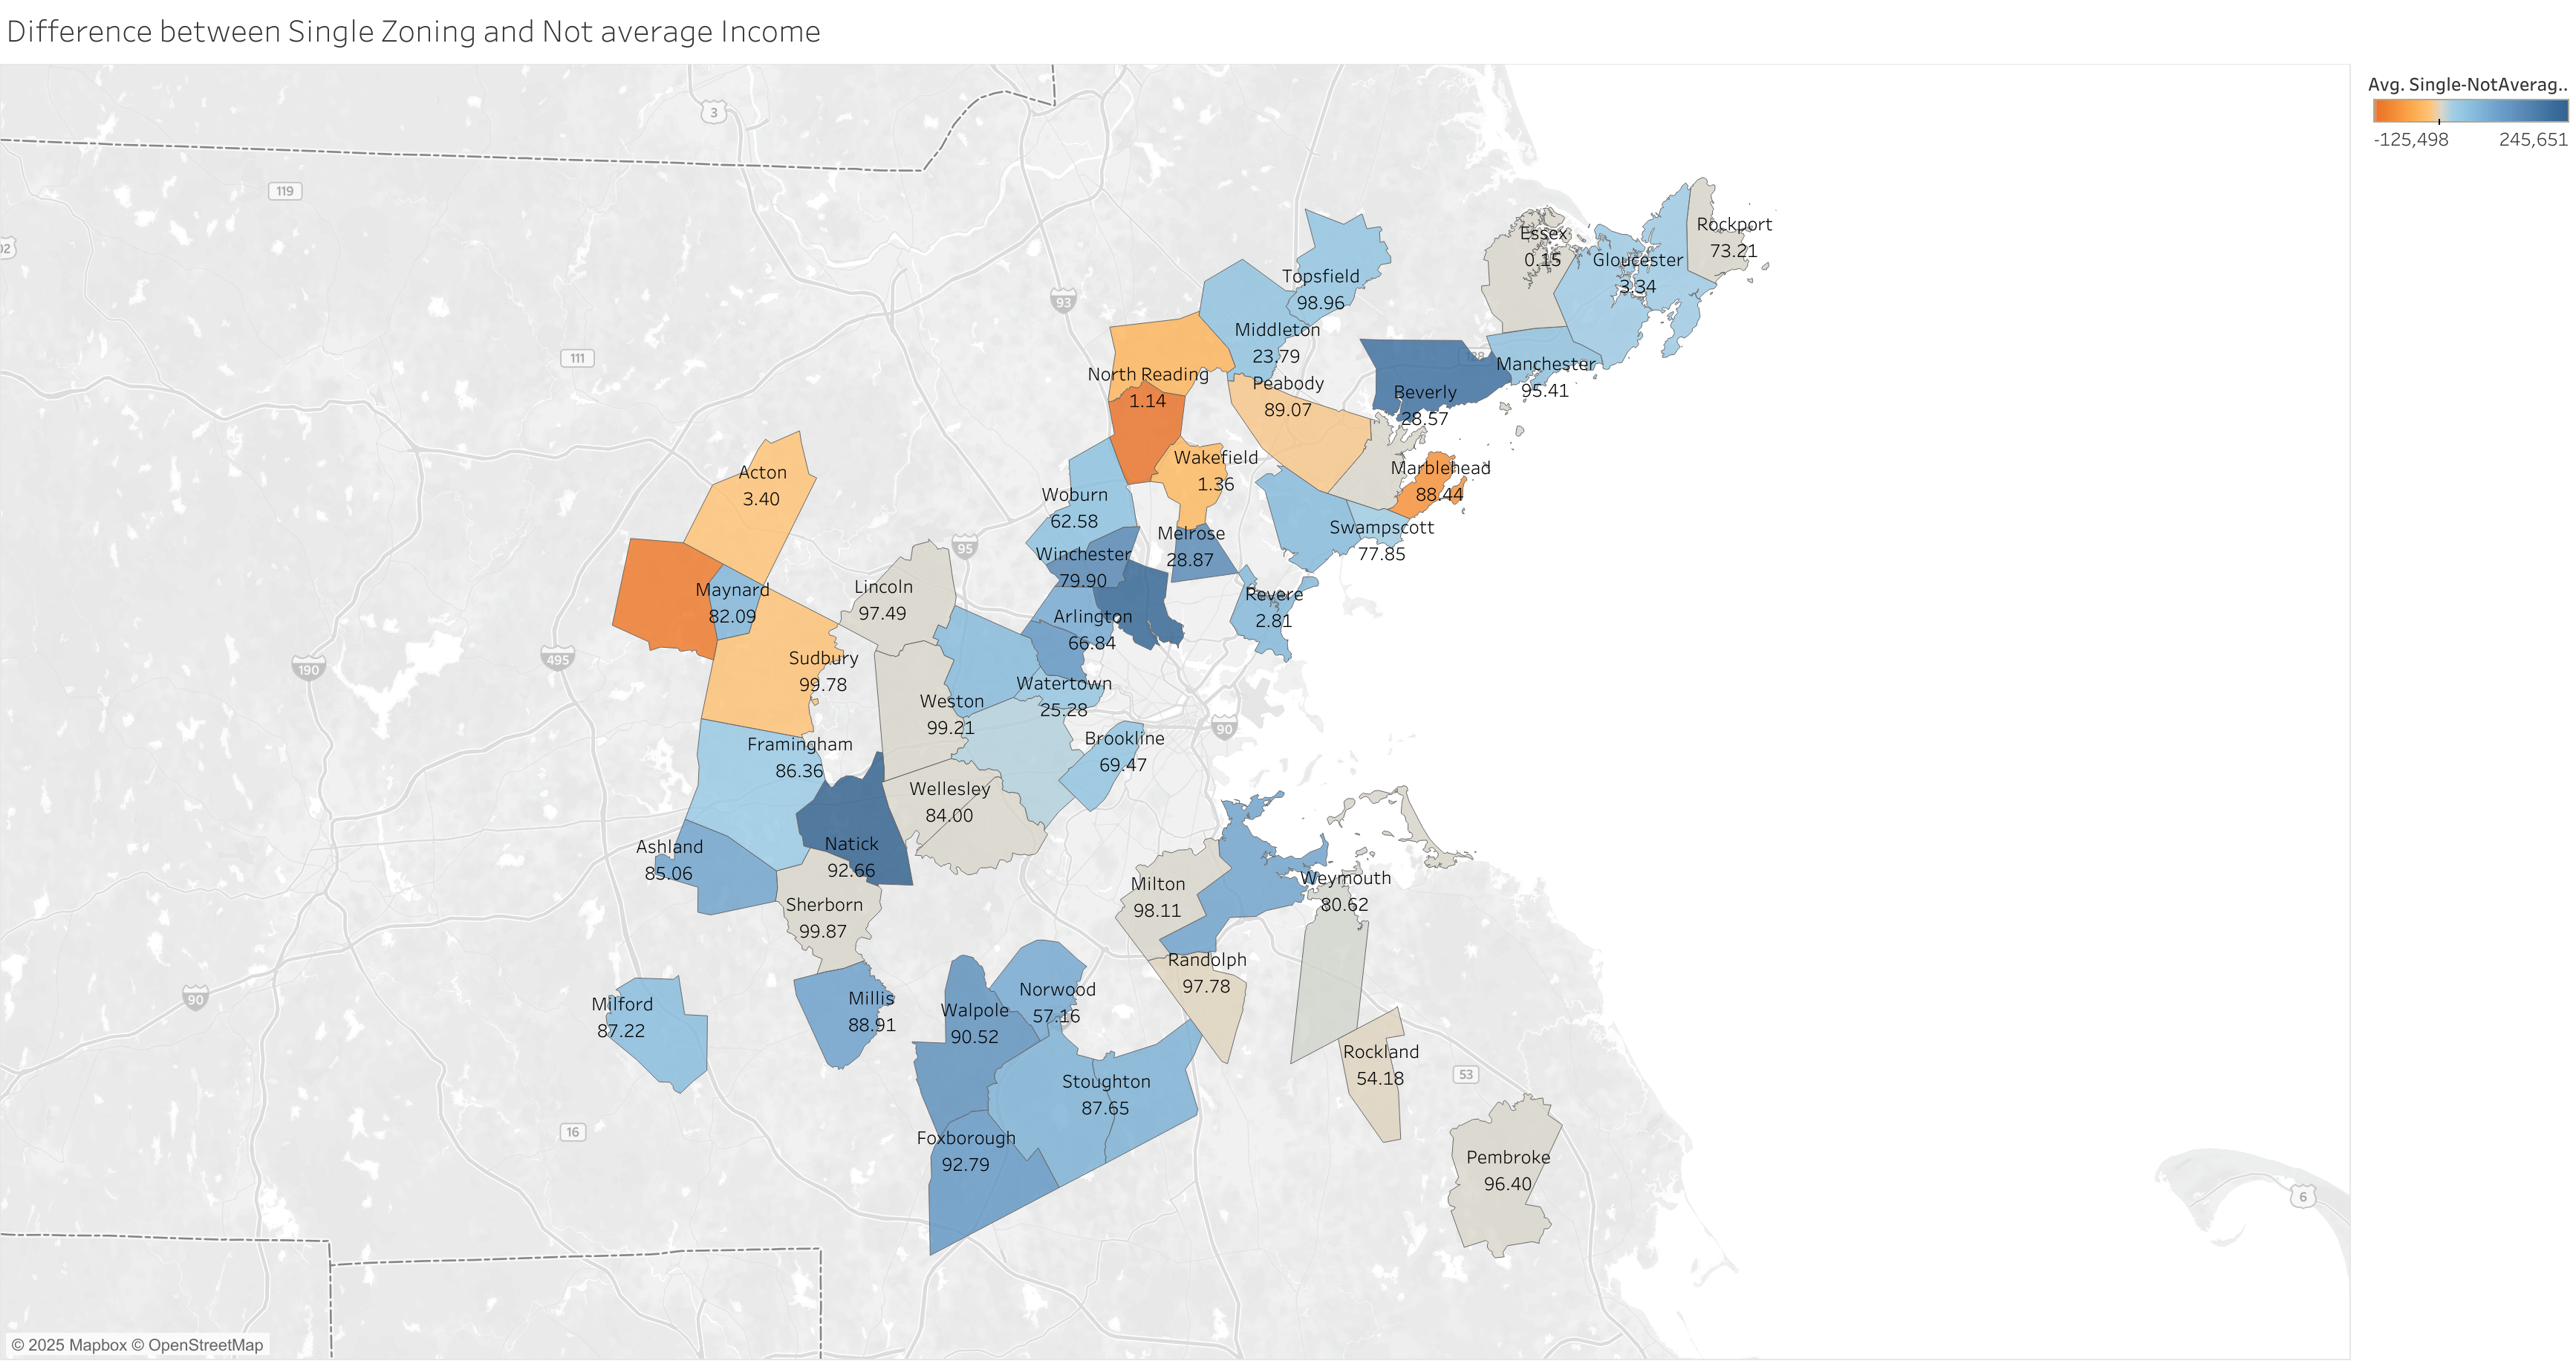 Difference between Single Zoning and Not average Income
Avg. Single-NotAverag..
-125,498
245,651
3
119
02
111
93
95
495
190
90
90
16
53
6
128
Rockport
73.21
Essex
0.15
Gloucester
3.34
Topsfield
98.96
Middleton
23.79
Manchester
95.41
North Reading
1.14
Peabody
89.07
Beverly
28.57
Wakefield
1.36
Marblehead
88.44
Acton
3.40
Woburn
62.58
Swampscott
77.85
Melrose
28.87
Winchester
79.90
Maynard
82.09
Lincoln
97.49
Revere
2.81
Arlington
66.84
Sudbury
99.78
Watertown
25.28
Weston
99.21
Brookline
69.47
Framingham
86.36
Wellesley
84.00
Natick
92.66
Ashland
85.06
Milton
98.11
Weymouth
80.62
Sherborn
99.87
Randolph
97.78
Milford
87.22
Millis
88.91
Norwood
57.16
Walpole
90.52
Rockland
54.18
Stoughton
87.65
Foxborough
92.79
Pembroke
96.40
© 2025 Mapbox © OpenStreetMap